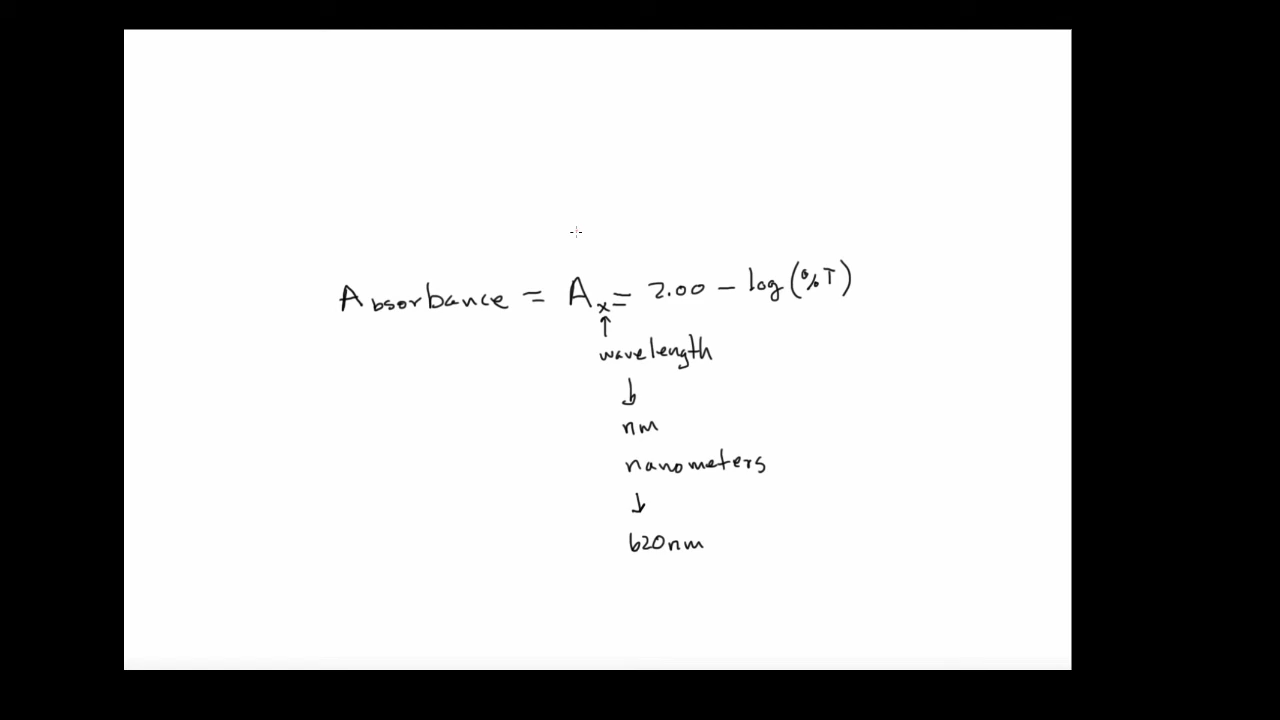 Absorbance = Ax = 2.00 - log(%T)
↑
wavelength
↓
nm
nanometers
↓
620nm